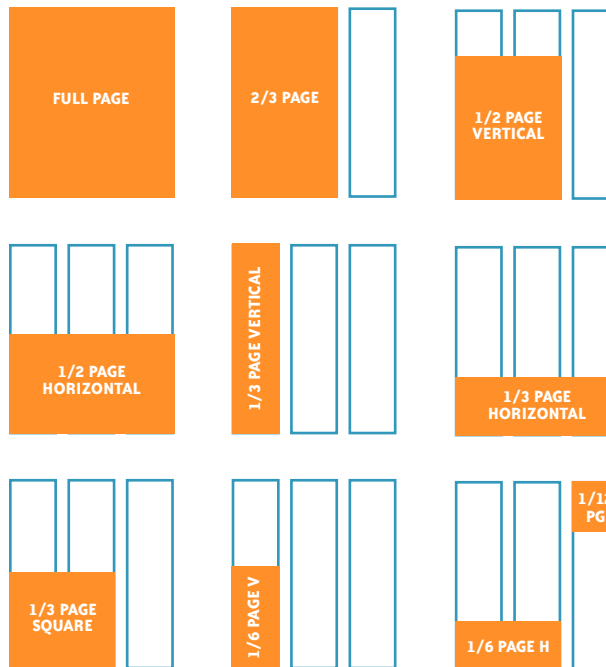 FULL PAGE
2/3 PAGE
1/2 PAGE
VERTICAL
1/2 PAGE
HORIZONTAL
1/3 PAGE VERTICAL
1/3 PAGE
HORIZONTAL
1/3 PAGE
SQUARE
1/6 PAGE V
1/6 PAGE H
PG